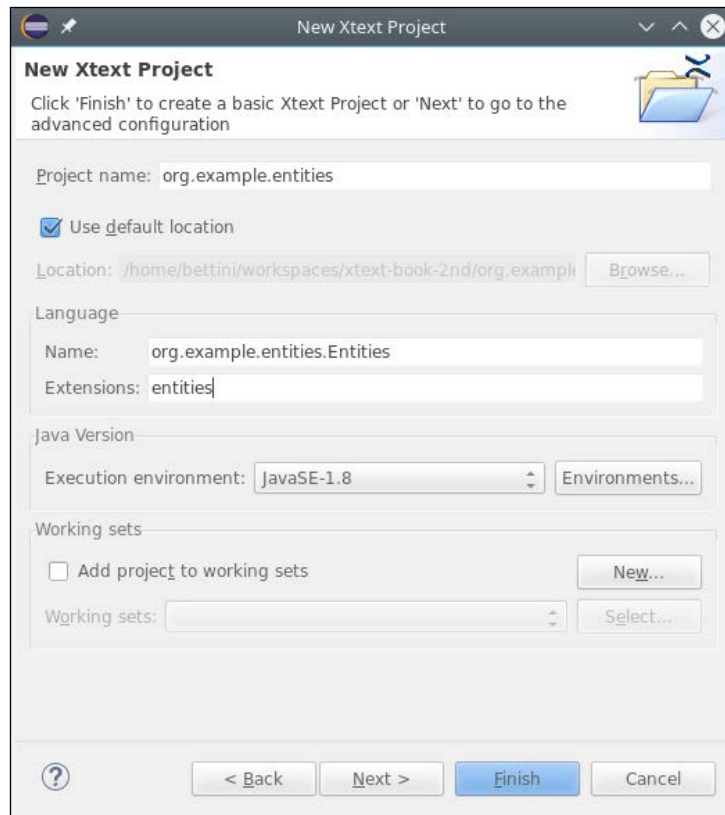 New Xtext Project
New Xtext Project
Click 'Finish' to create a basic Xtext Project or 'Next' to go to the
advanced configuration
Project name: org.example.entities
Use default location
Location: /home/bettini/workspaces/xtext-book-2nd/org.exampl Browse...
Language
Name: org.example.entities.Entities
Extensions: entities
Java Version
Execution environment: JavaSE-1.8 Environments...
Working sets
Add project to working sets New...
Working sets: Select...
? < Back Next > Finish Cancel